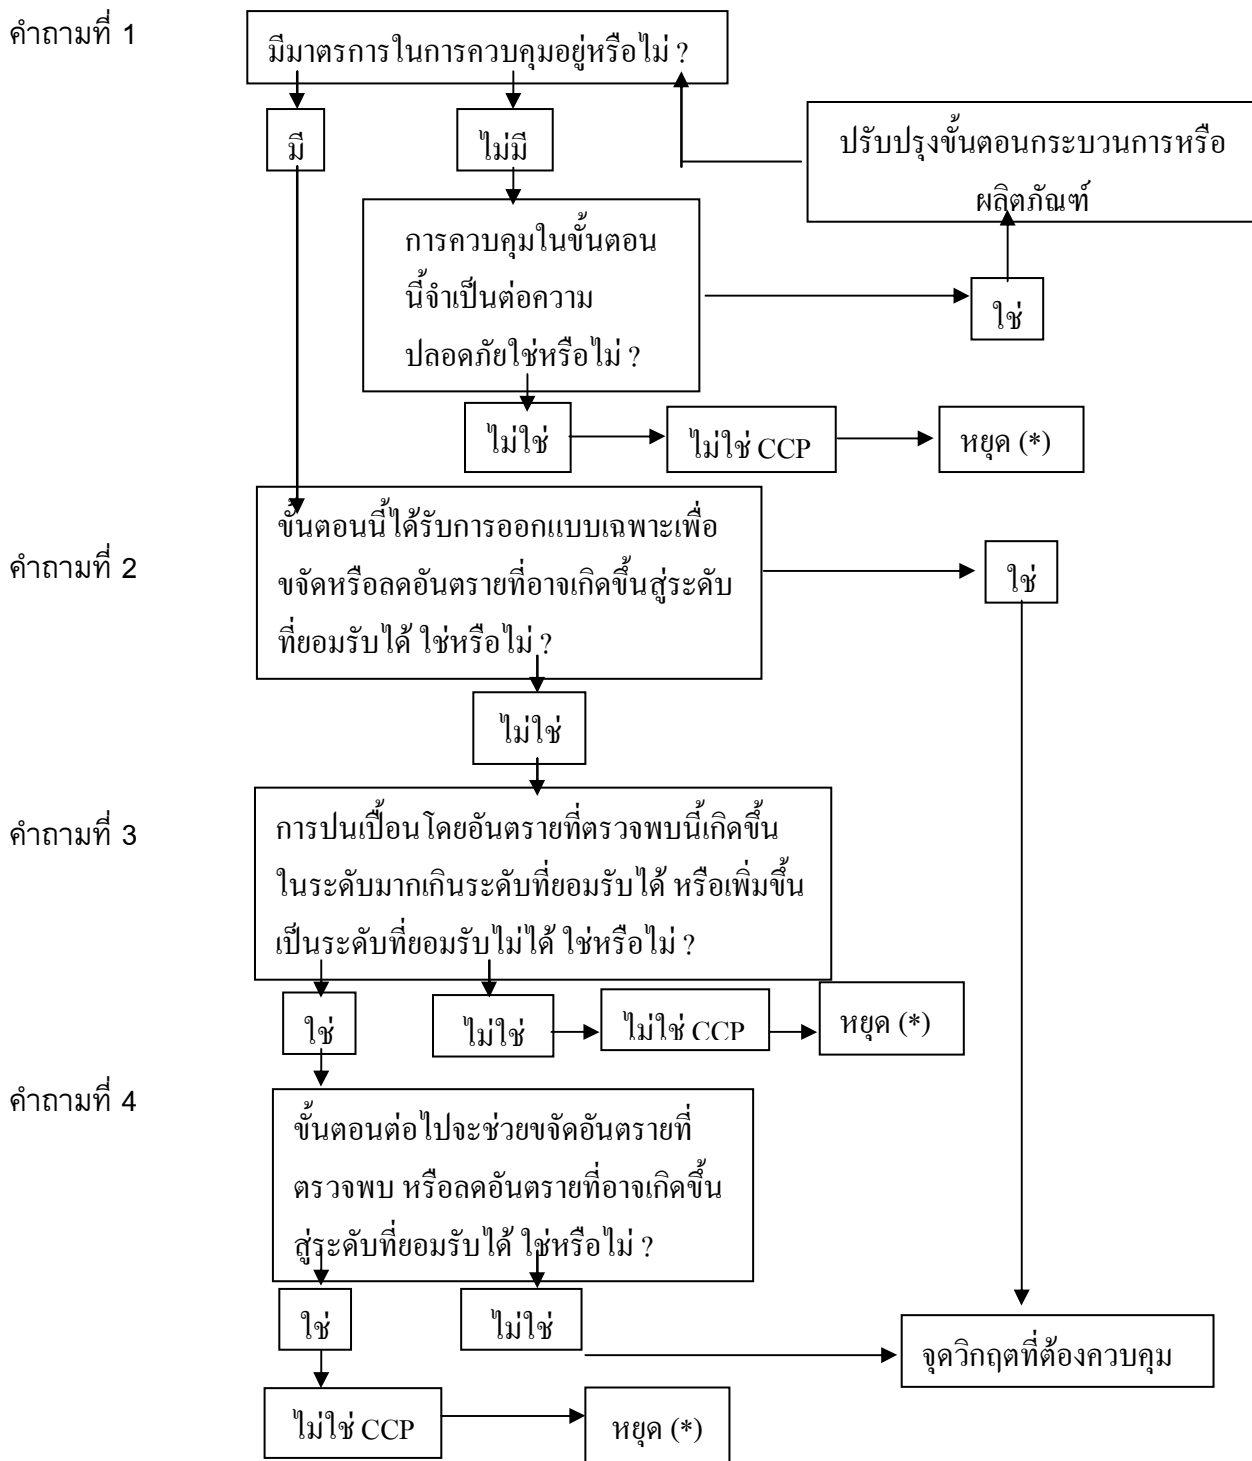 คำถามที่ 1
มีมาตรการในการควบคุมอยู่หรือไม่ ?
มี
ไม่มี
ปรับปรุงขั้นตอนกระบวนการหรือ
ผลิตภัณฑ์
การควบคุมในขั้นตอน
นี้จำเป็นต่อความ
ปลอดภัยใช่หรือไม่ ?
ใช่
ไม่ใช่
ไม่ใช่ CCP
หยุด (*)
คำถามที่ 2
ขั้นตอนนี้ได้รับการออกแบบเฉพาะเพื่อ
ขจัดหรือลดอันตรายที่อาจเกิดขึ้นสู่ระดับ
ที่ยอมรับได้ ใช่หรือไม่ ?
ใช่
ไม่ใช่
คำถามที่ 3
การปนเปื้อนโดยอันตรายที่ตรวจพบนี้เกิดขึ้น
ในระดับมากเกินระดับที่ยอมรับได้ หรือเพิ่มขึ้น
เป็นระดับที่ยอมรับไม่ได้ ใช่หรือไม่ ?
ใช่
ไม่ใช่
ไม่ใช่ CCP
หยุด (*)
คำถามที่ 4
ขั้นตอนต่อไปจะช่วยขจัดอันตรายที่
ตรวจพบ หรือลดอันตรายที่อาจเกิดขึ้น
สู่ระดับที่ยอมรับได้ ใช่หรือไม่ ?
ใช่
ไม่ใช่
จุดวิกฤตที่ต้องควบคุม
ไม่ใช่ CCP
หยุด (*)